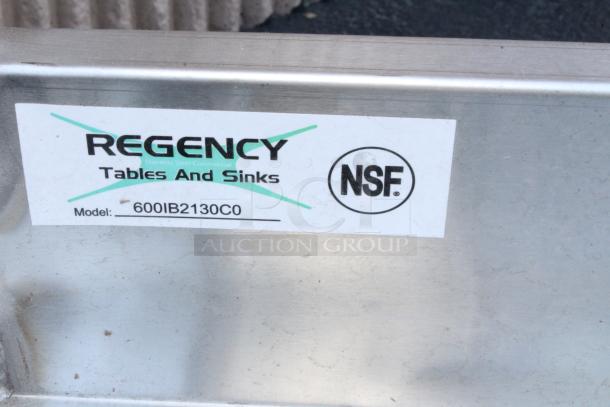 REGENCY
Tables And Sinks
Model: 600IB2130C0
NSF.
PCI
AUCTION GROUP